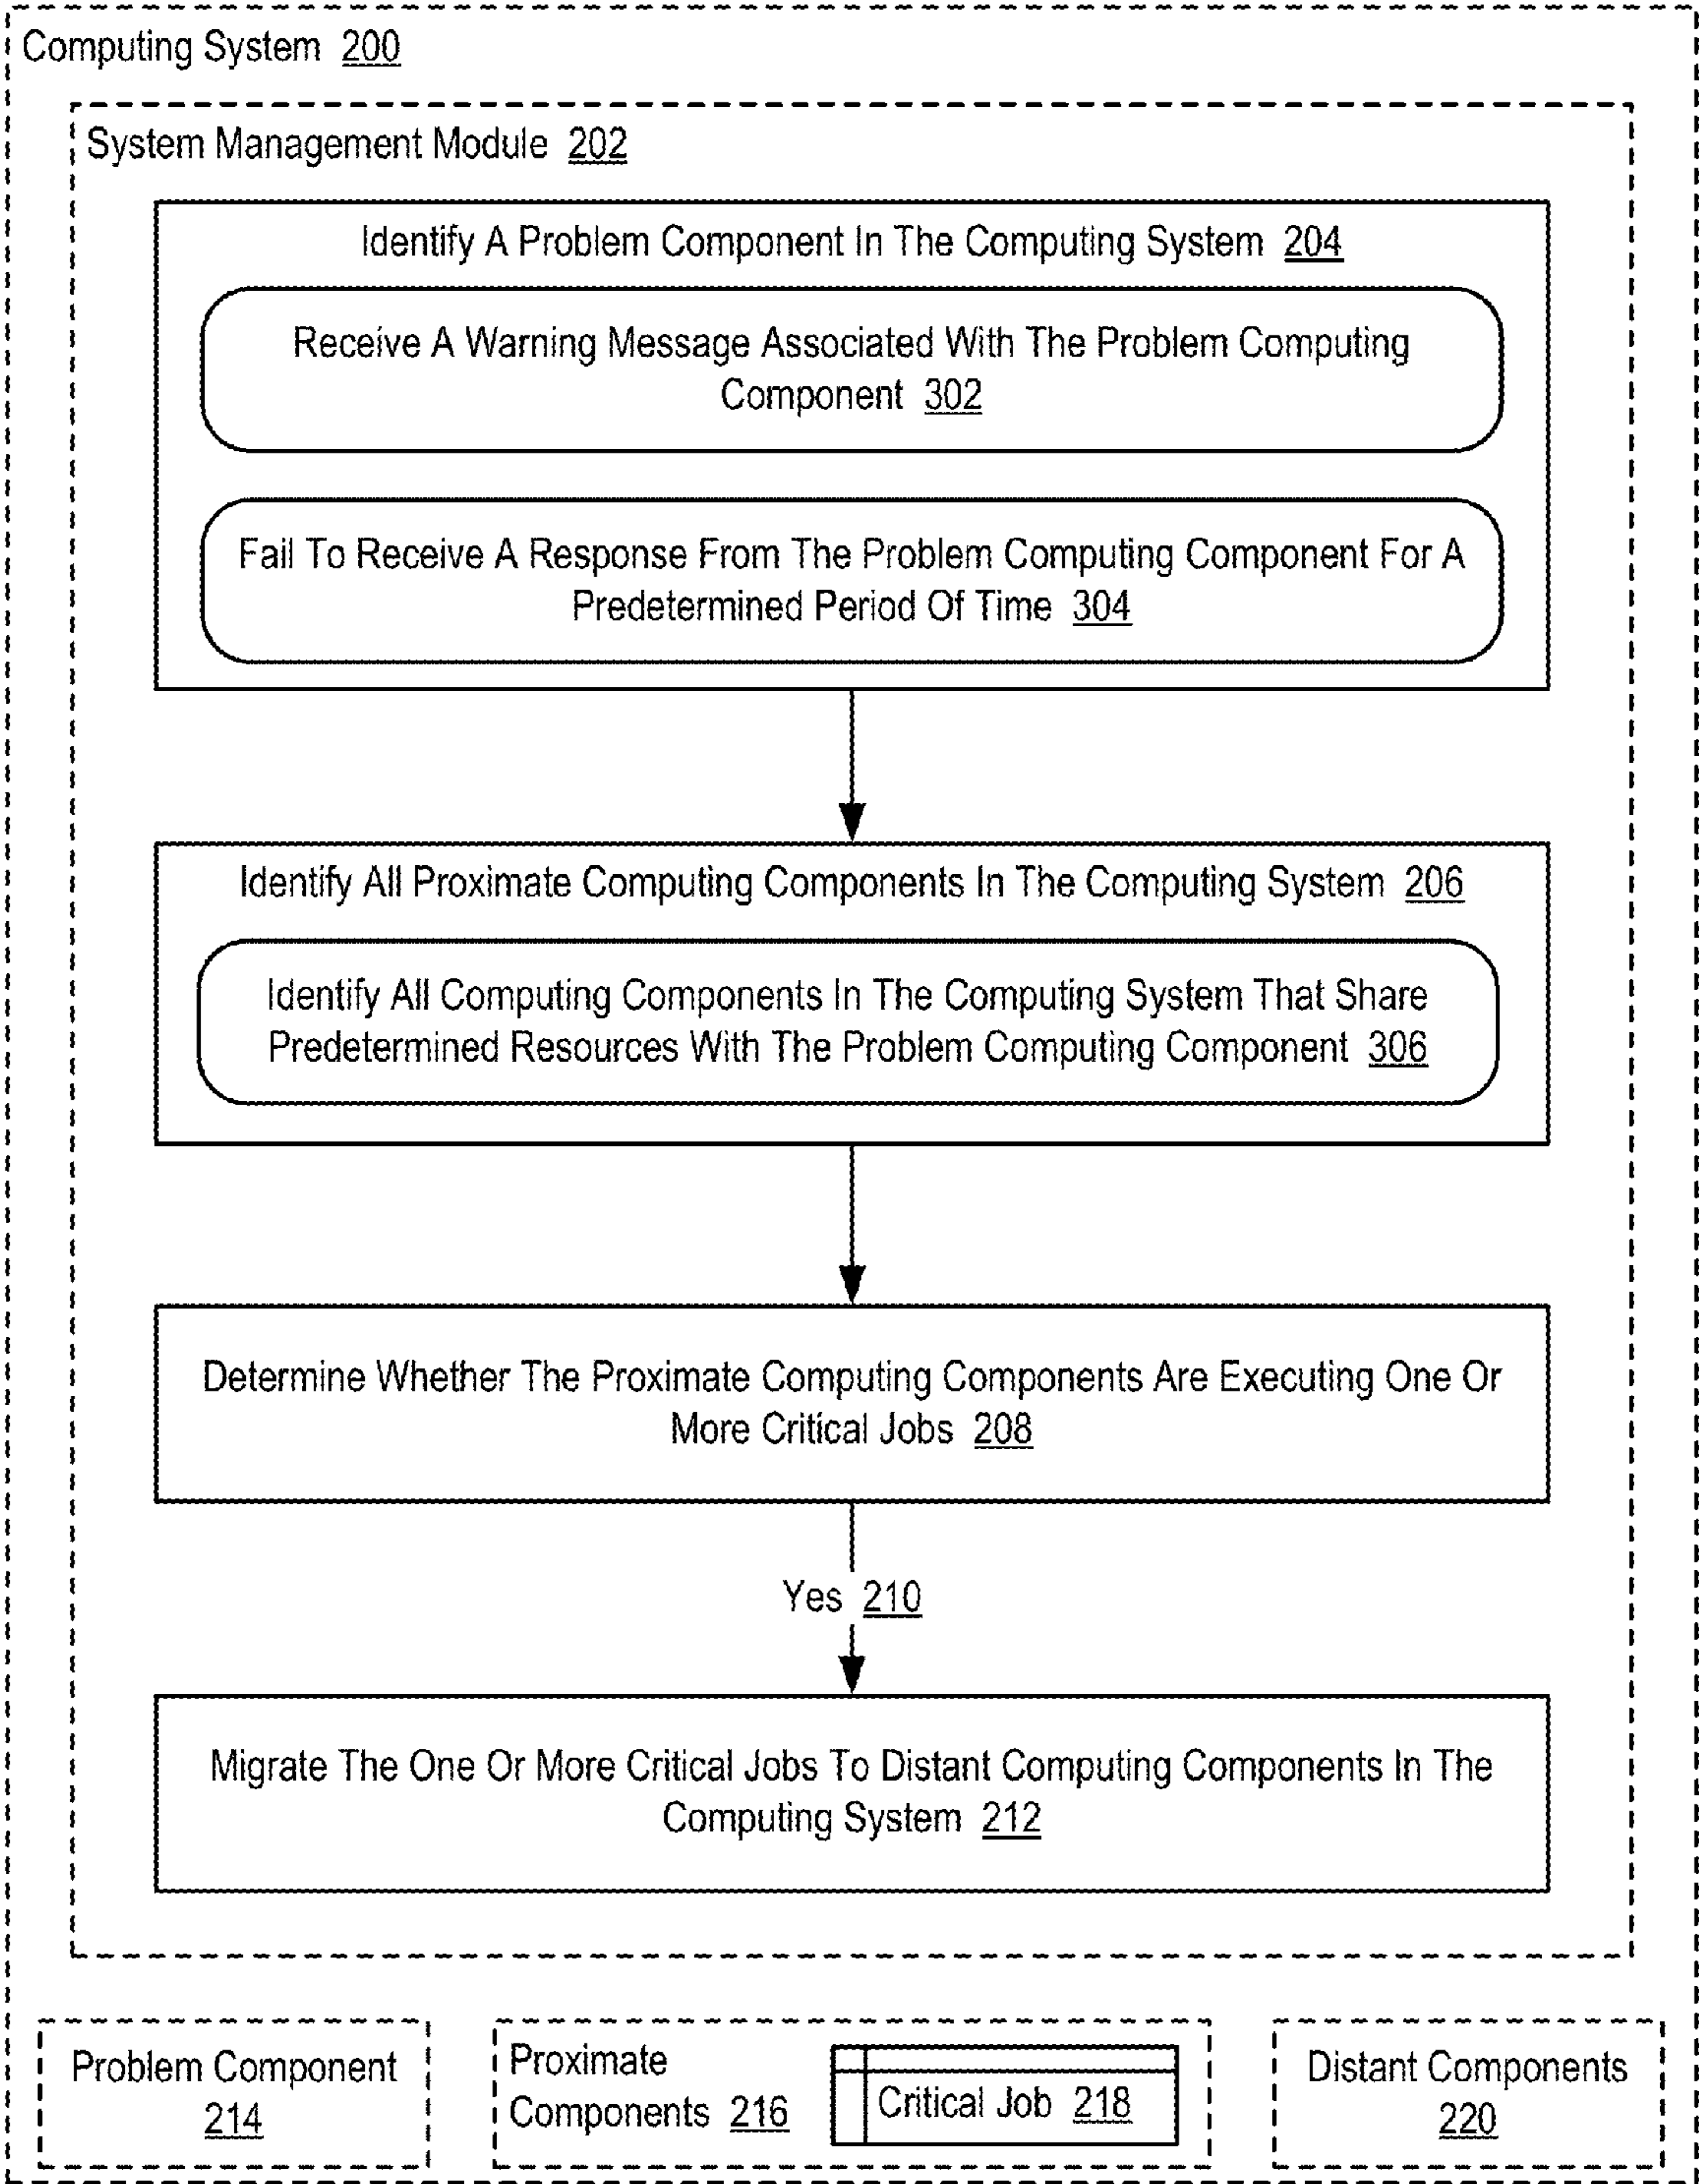 Computing System 200
System Management Module 202
Identify A Problem Component In The Computing System 204
Receive A Warning Message Associated With The Problem Computing
Component 302
Fail To Receive A Response From The Problem Computing Component For A
Predetermined Period Of Time 304
Identify All Proximate Computing Components In The Computing System 206
Identify All Computing Components In The Computing System That Share
Predetermined Resources With The Problem Computing Component 306
Determine Whether The Proximate Computing Components Are Executing One Or
More Critical Jobs 208
Yes 210
Migrate The One Or More Critical Jobs To Distant Computing Components In The
Computing System 212
Problem Component
214
Proximate
Components 216
Critical Job 218
Distant Components
220